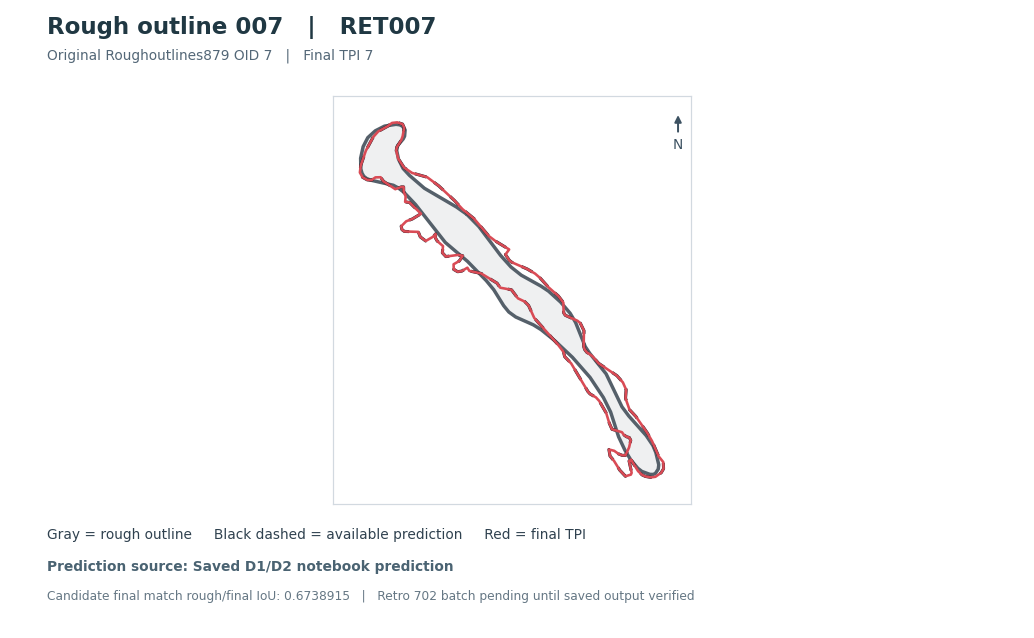 Rough outline 007 | RET007
Original Roughoutlines879 OID 7 | Final TPI 7
N
Gray = rough outline Black dashed = available prediction Red = final TPI
Prediction source: Saved D1/D2 notebook prediction
Candidate final match rough/final IoU: 0.6738915 | Retro 702 batch pending until saved output verified